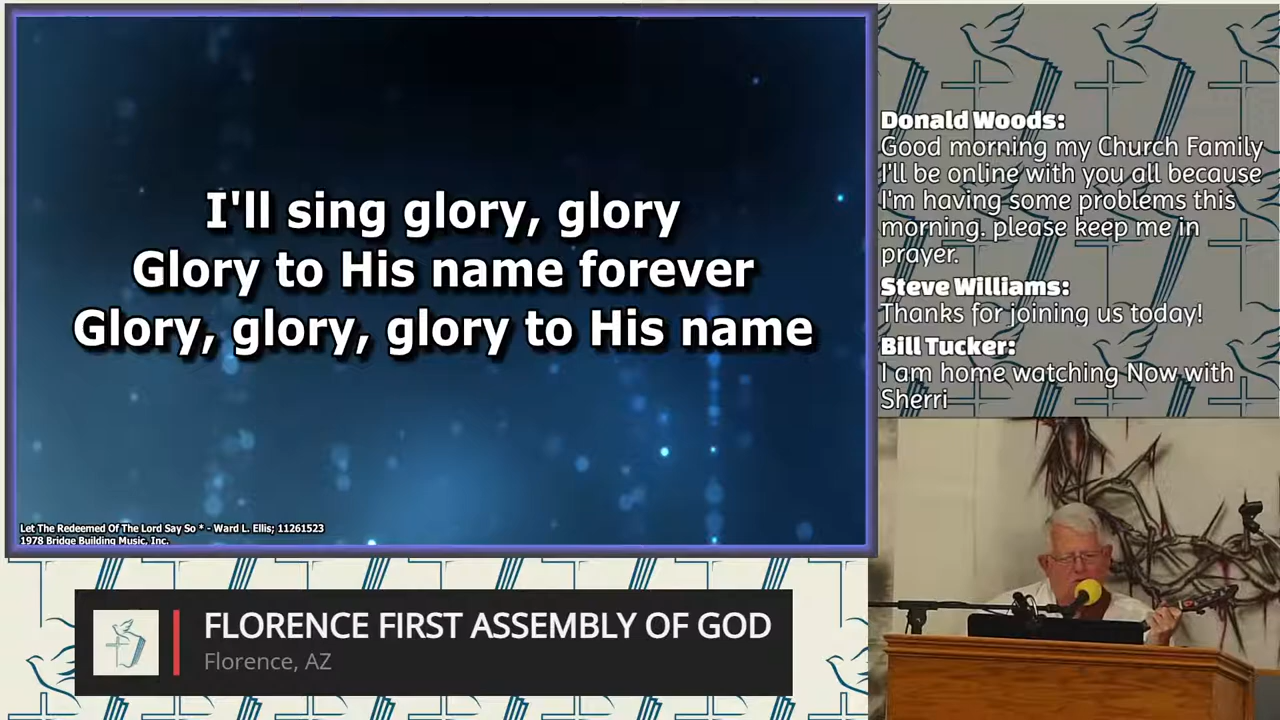 I'll sing glory, glory
Glory to His name forever
Glory, glory, glory to His name
Let The Redeemed Of The Lord Say So * - Ward L. Ellis; 11261523
1978 Bridge Building Music, Inc.
Donald Woods:
Good morning my Church Family
I'll be online with you all because
I'm having some problems this
morning. please keep me in
prayer.
Steve Williams:
Thanks for joining us today!
Bill Tucker:
I am home watching Now with
Sherri
FLORENCE FIRST ASSEMBLY OF GOD
Florence, AZ